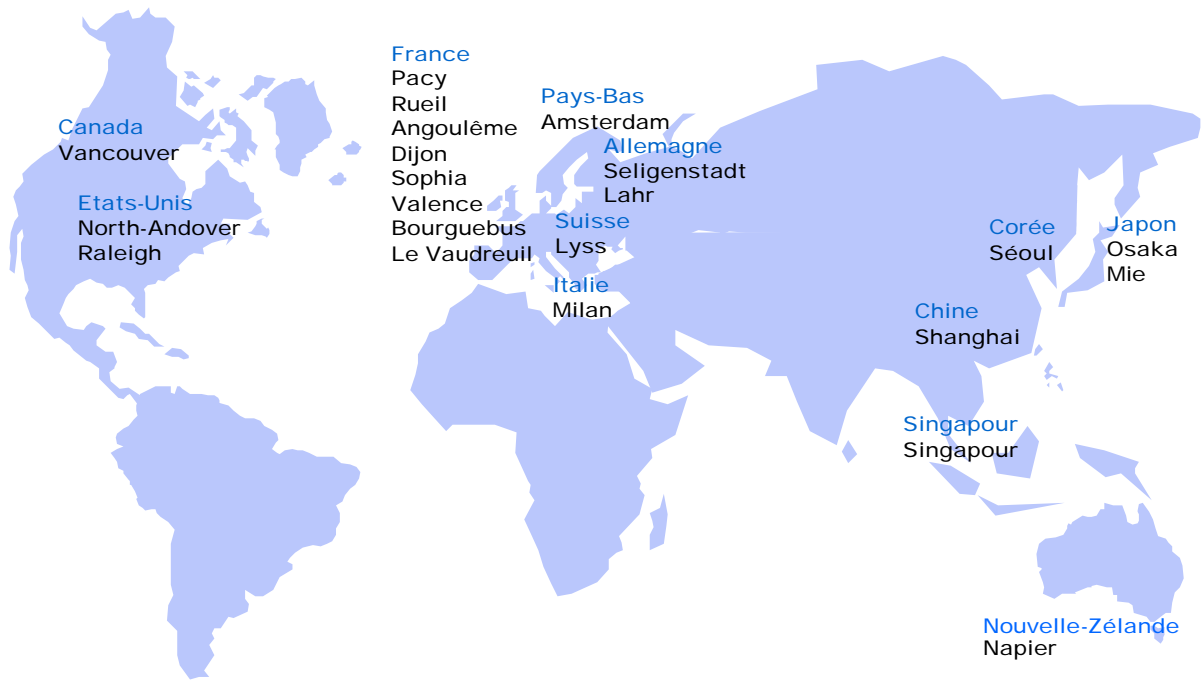 Canada
Vancouver
Etats-Unis
North-Andover
Raleigh
France
Pacy
Rueil
Angoulême
Dijon
Sophia
Valence
Bourguebus
Le Vaudreuil
Pays-Bas
Amsterdam
Allemagne
Seligenstadt
Lahr
Suisse
Lyss
Italie
Milan
Corée
Séoul
Japon
Osaka
Mie
Chine
Shanghai
Singapour
Singapour
Nouvelle-Zélande
Napier